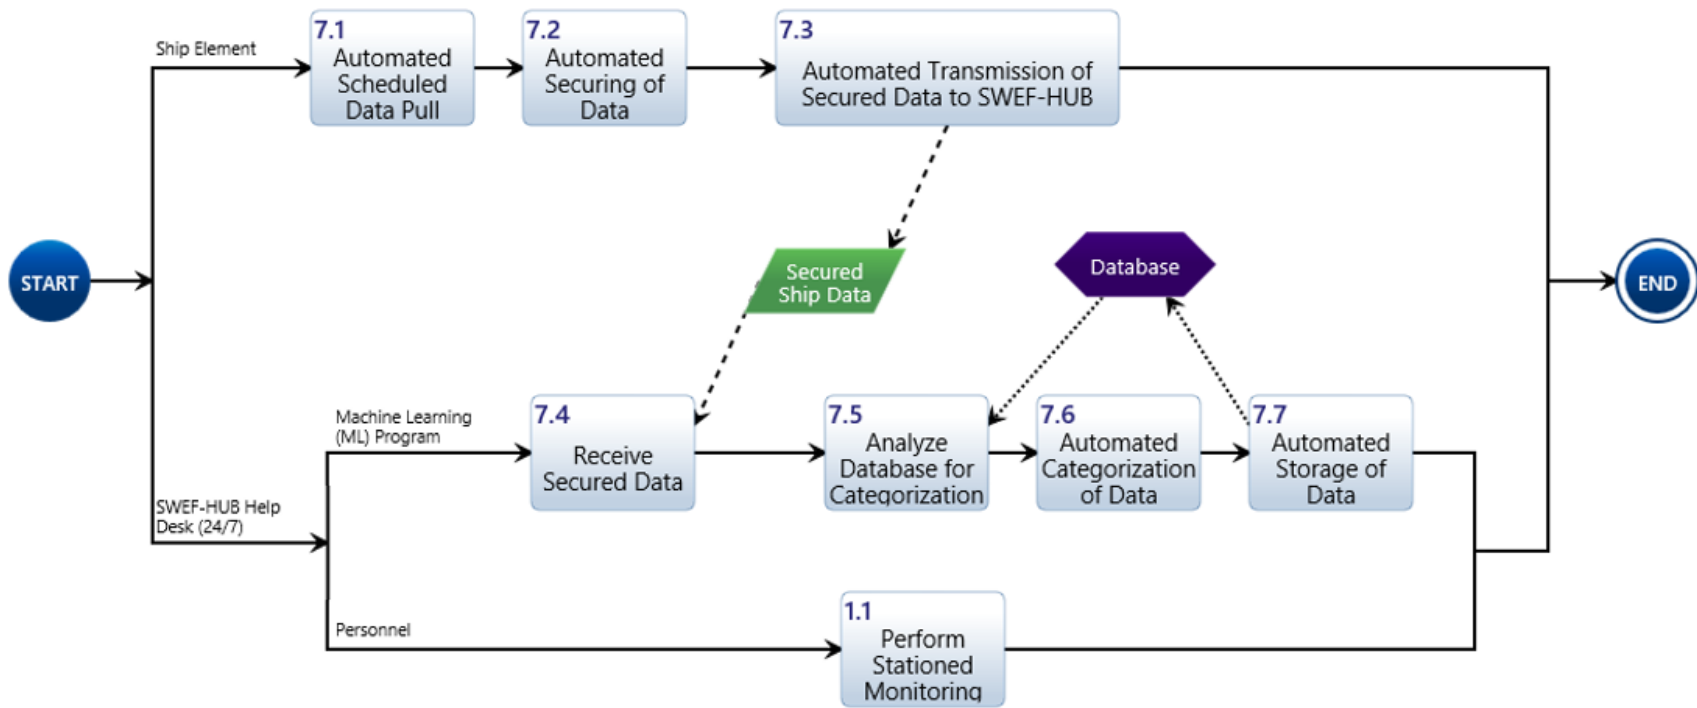 Ship Element
7.1
Automated
Scheduled
Data Pull
7.2
Automated
Securing of
Data
7.3
Automated Transmission of
Secured Data to SWEF-HUB
START
Secured
Ship Data
Database
END
Machine Learning
(ML) Program
7.4
Receive
Secured Data
7.5
Analyze
Database for
Categorization
7.6
Automated
Categorization
of Data
7.7
Automated
Storage of
Data
SWEF-HUB Help
Desk (24/7)
Personnel
1.1
Perform
Stationed
Monitoring